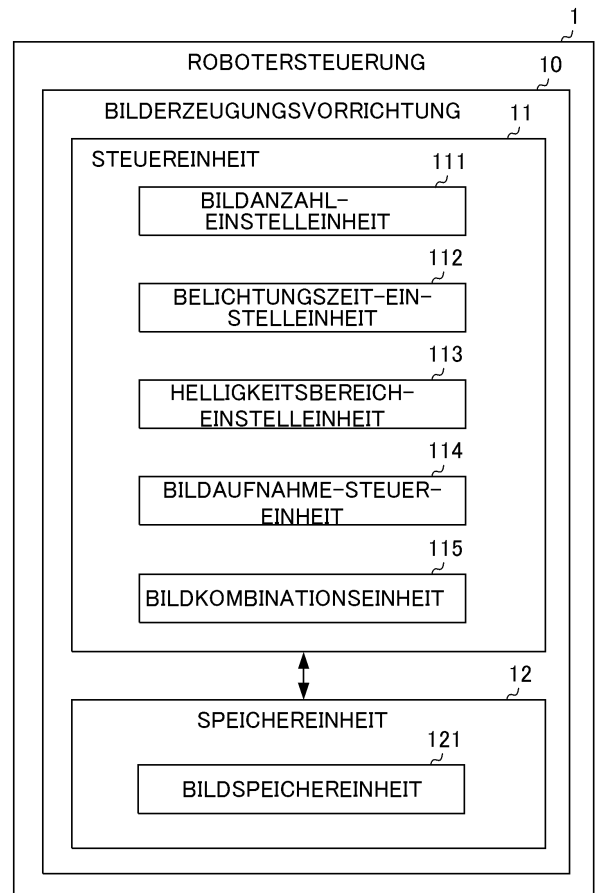 1
ROBOTERSTEUERUNG
10
BILDERZEUGUNGSVORRICHTUNG
11
STEUEREINHEIT
111
BILDANZAHL-
EINSTELLEINHEIT
112
BELICHTUNGSZEIT-EIN-
STELLEINHEIT
113
HELLIGKEITSBEREICH-
EINSTELLEINHEIT
114
BILDAUFNAHME-STEUER-
EINHEIT
115
BILDKOMBINATIONSEINHEIT
12
SPEICHEREINHEIT
121
BILDSPEICHEREINHEIT